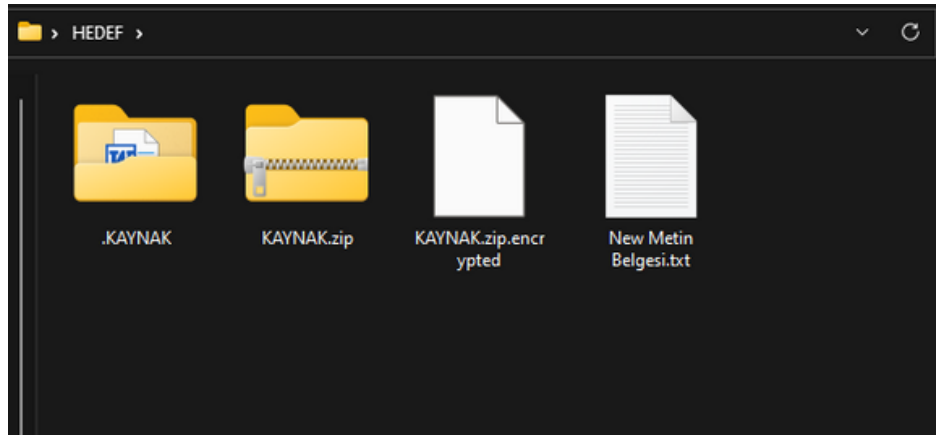 HEDEF
.KAYNAK
KAYNAK.zip
KAYNAK.zip.encr
ypted
New Metin
Belgesi.txt